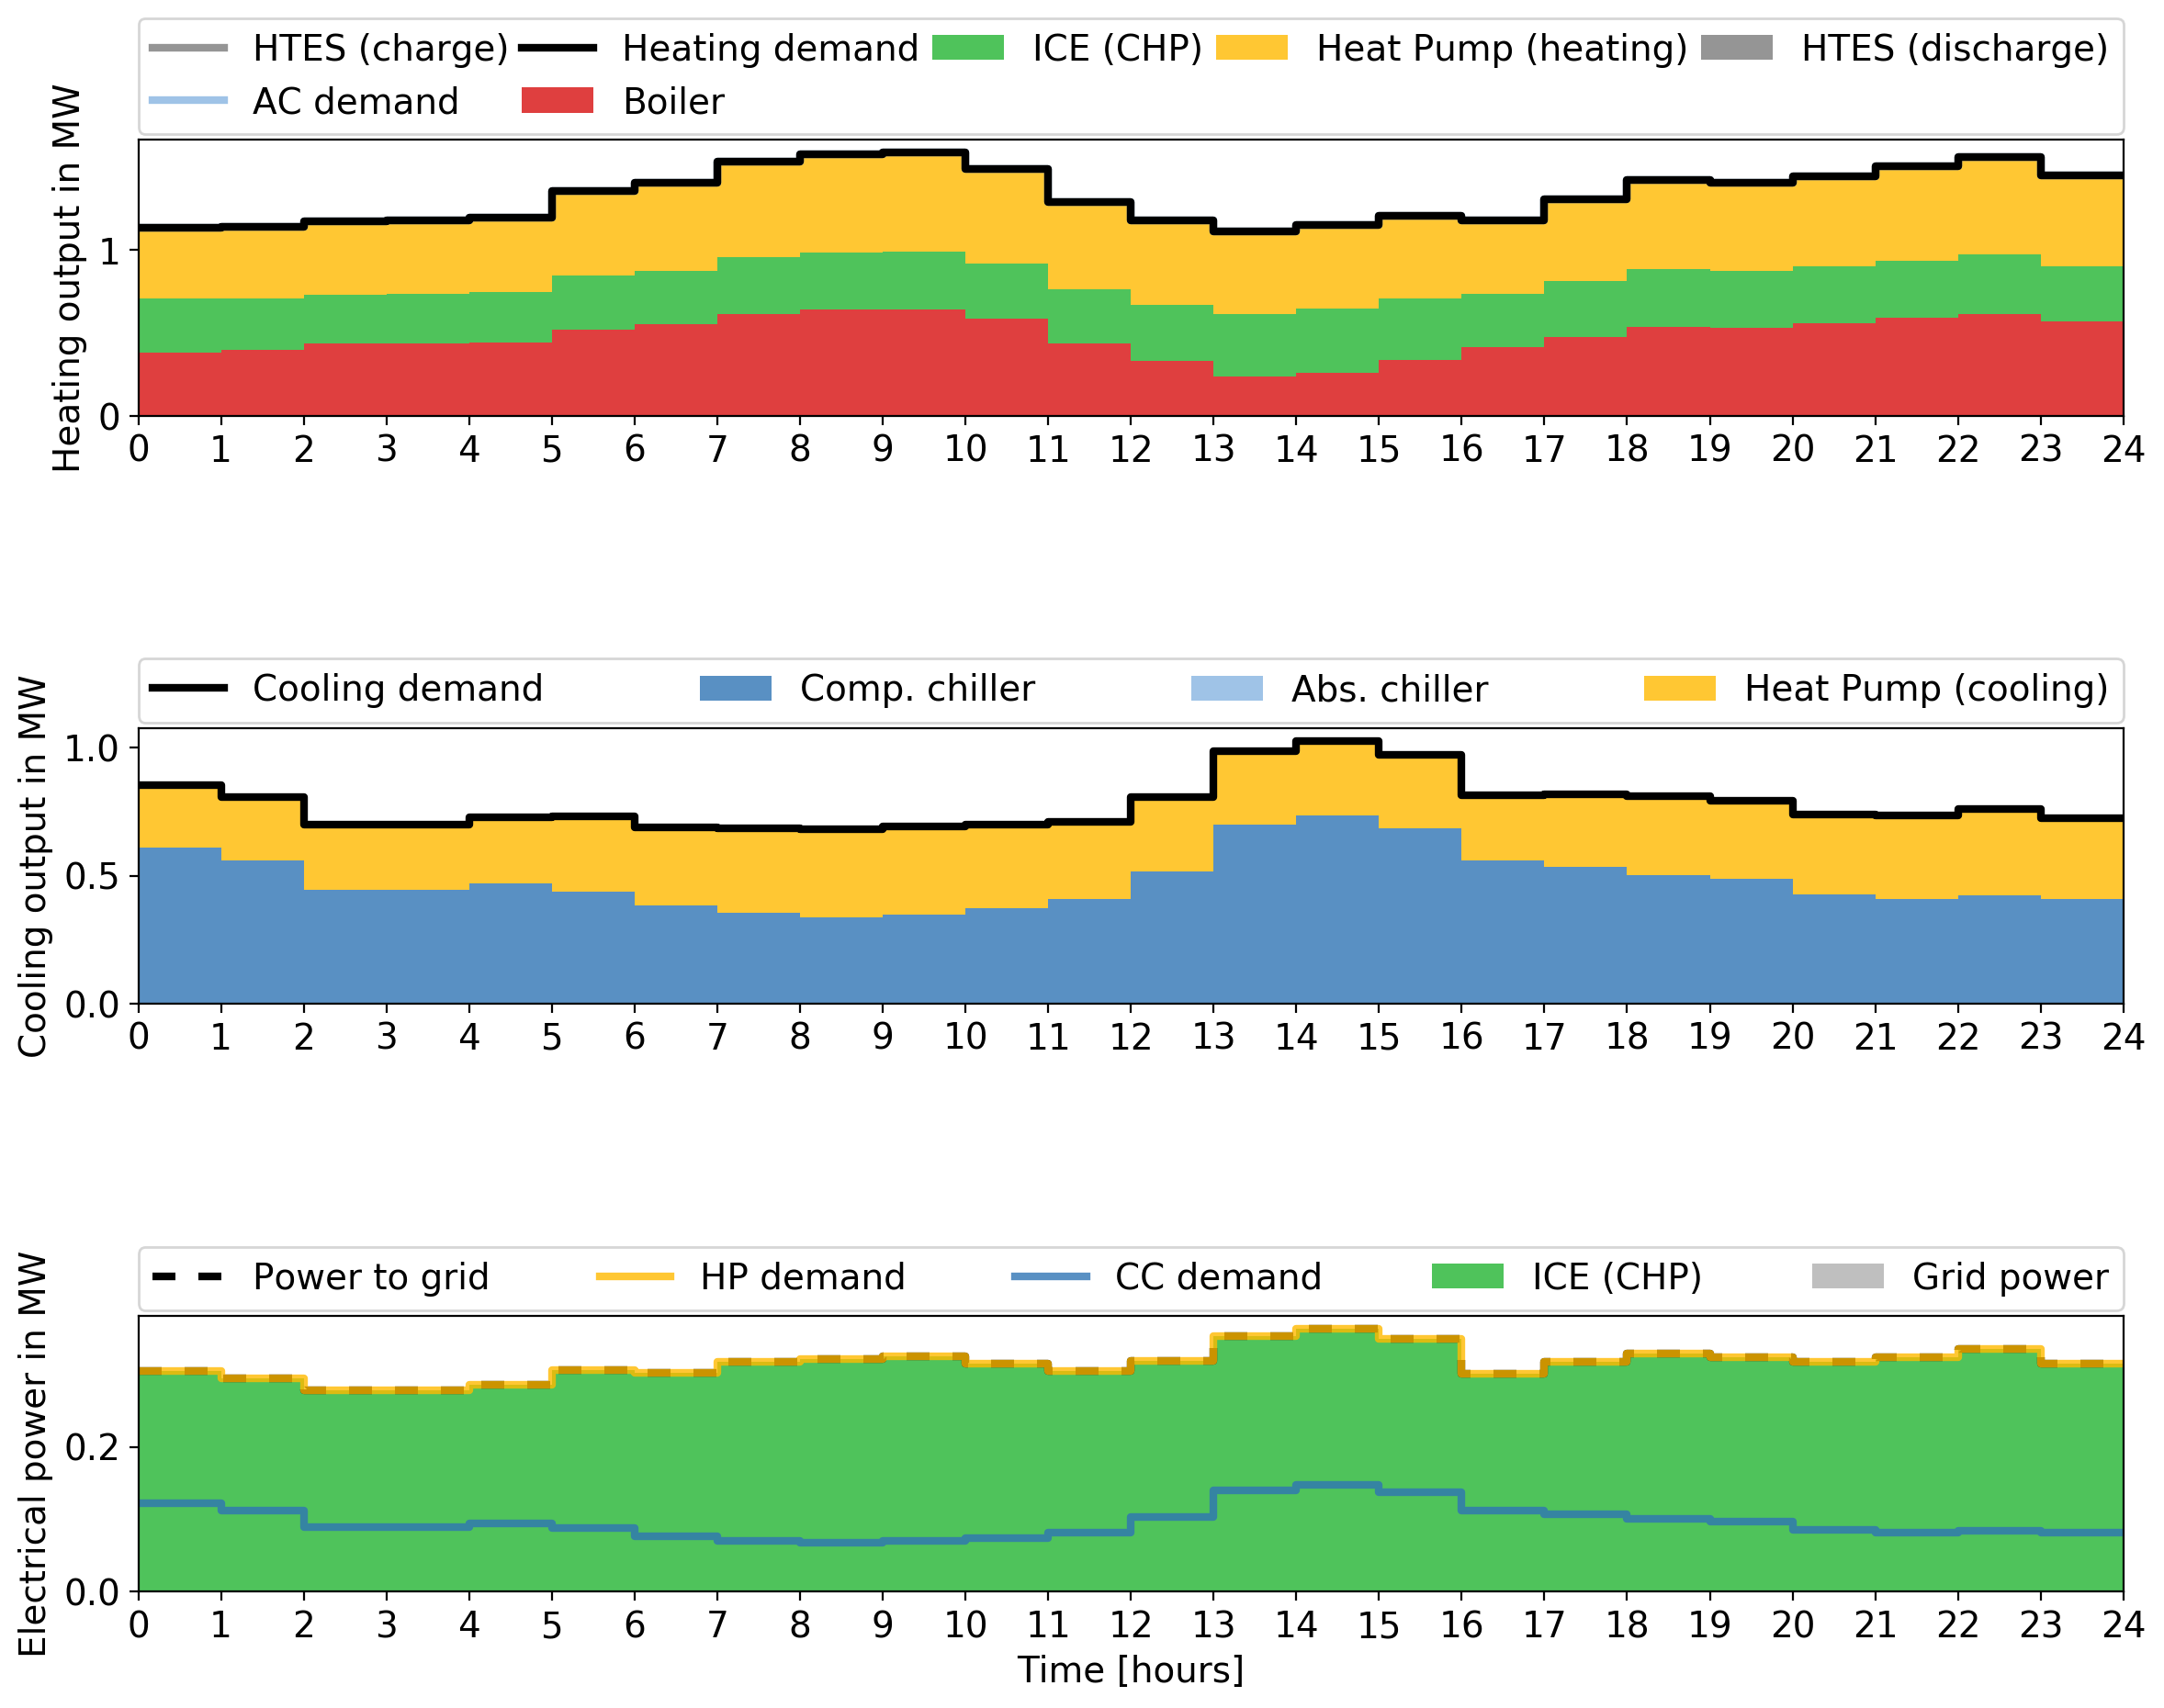 HTES (charge) Heating demand ICE (CHP) Heat Pump (heating) HTES (discharge)
AC demand Boiler
Heating output in MW
1
0
0 1 2 3 4 5 6 7 8 9 10 11 12 13 14 15 16 17 18 19 20 21 22 23 24
Cooling demand Comp. chiller Abs. chiller Heat Pump (cooling)
Cooling output in MW
1.0
0.5
0.0
0 1 2 3 4 5 6 7 8 9 10 11 12 13 14 15 16 17 18 19 20 21 22 23 24
Power to grid HP demand CC demand ICE (CHP) Grid power
Electrical power in MW
0.2
0.0
0 1 2 3 4 5 6 7 8 9 10 11 12 13 14 15 16 17 18 19 20 21 22 23 24
Time [hours]